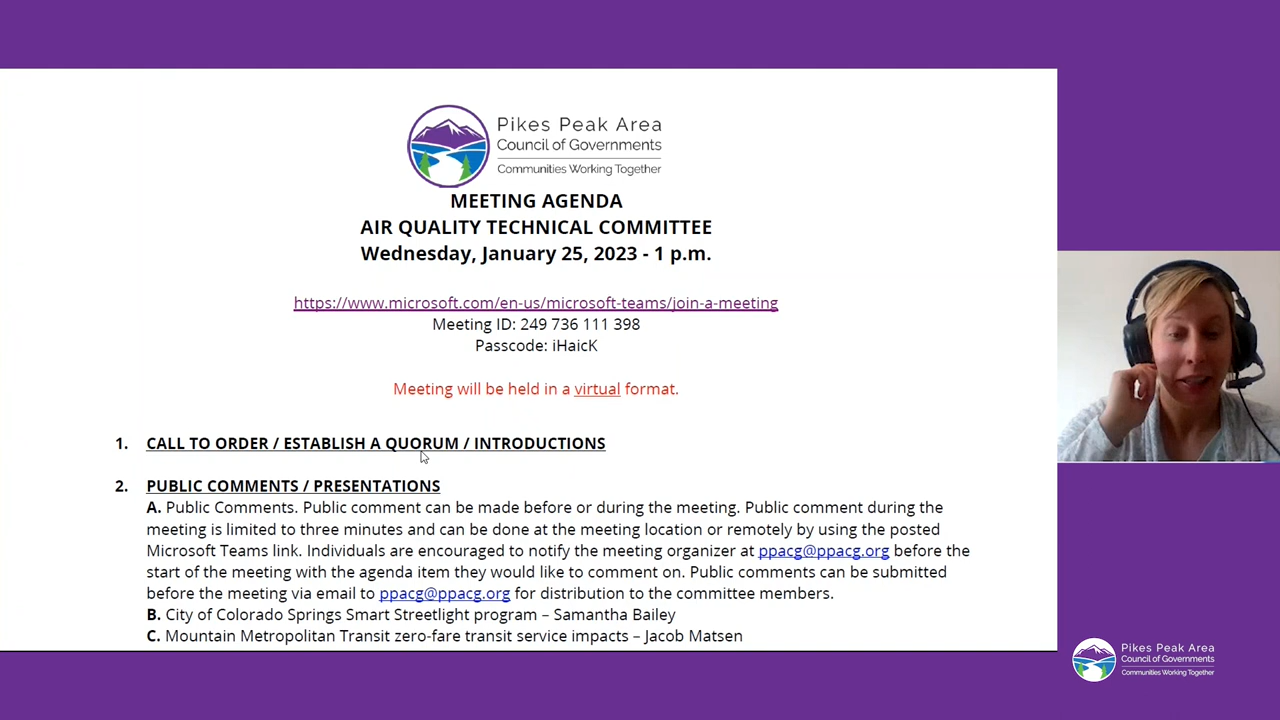 Pikes Peak Area
Council of Governments
Communities Working Together
MEETING AGENDA
AIR QUALITY TECHNICAL COMMITTEE
Wednesday, January 25, 2023 - 1 p.m.
https://www.microsoft.com/en-us/microsoft-teams/join-a-meeting
Meeting ID: 249 736 111 398
Passcode: iHaicK
Meeting will be held in a virtual format.
1. CALL TO ORDER / ESTABLISH A QUORUM / INTRODUCTIONS
2. PUBLIC COMMENTS / PRESENTATIONS
A. Public Comments. Public comment can be made before or during the meeting. Public comment during the
meeting is limited to three minutes and can be done at the meeting location or remotely by using the posted
Microsoft Teams link. Individuals are encouraged to notify the meeting organizer at ppacg@ppacg.org before the
start of the meeting with the agenda item they would like to comment on. Public comments can be submitted
before the meeting via email to ppacg@ppacg.org for distribution to the committee members.
B. City of Colorado Springs Smart Streetlight program – Samantha Bailey
C. Mountain Metropolitan Transit zero-fare transit service impacts – Jacob Matsen
Pikes Peak Area
Council of Governments
Communities Working Together